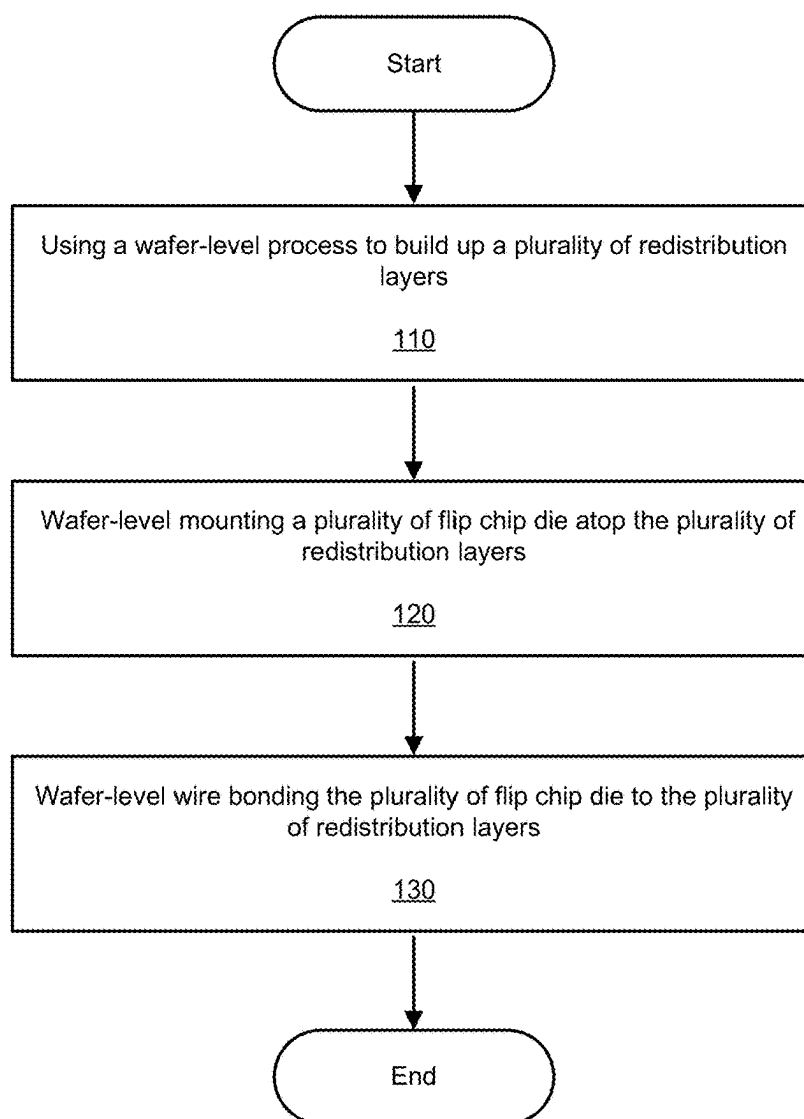 Start
Using a wafer-level process to build up a plurality of redistribution
layers
110
Wafer-level mounting a plurality of flip chip die atop the plurality of
redistribution layers
120
Wafer-level wire bonding the plurality of flip chip die to the plurality
of redistribution layers
130
End